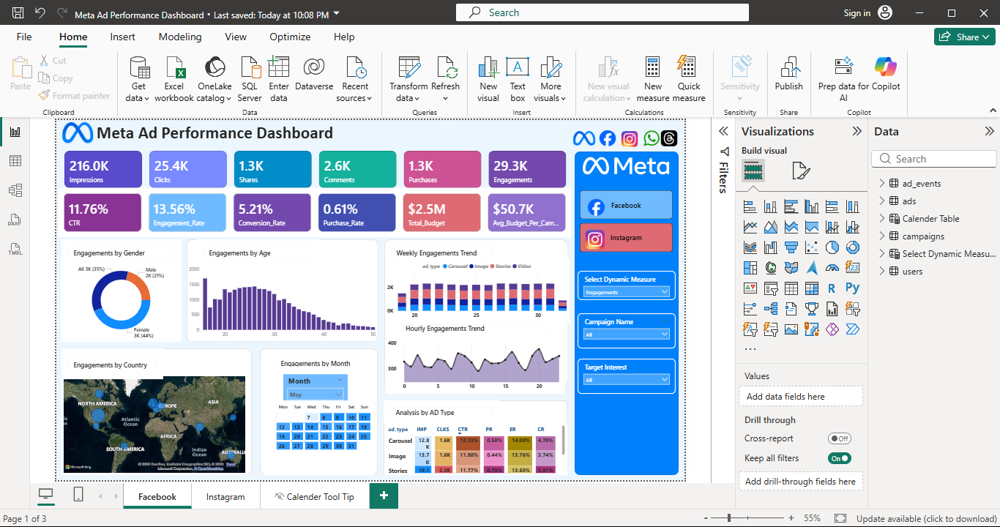 Meta Ad Performance Dashboard • Last saved: Today at 10:08 PM
Search
Sign in
File
Home
Insert
Modeling
View
Optimize
Help
Share
Paste
Cut
Copy
Format painter
Clipboard
Get data
Excel workbook
OneLake catalog
SQL Server
Enter data
Dataverse
Recent sources
Data
Transform data
Refresh
Queries
New visual
Text box
More visuals
Insert
New visual calculation
New measure
Quick measure
Calculations
Sensitivity
Sensitivity
Publish
Share
Prep data for AI
Copilot
Copilot
DAX
TMDL
Meta Ad Performance Dashboard
216.0K
Impressions
25.4K
Clicks
1.3K
Shares
2.6K
Comments
1.3K
Purchases
29.3K
Engagements
11.76%
CTR
13.56%
Engagement_Rate
5.21%
Conversion_Rate
0.61%
Purchase_Rate
$2.5M
Total_Budget
$50.7K
Avg_Budget_Per_Cam...
Meta
Facebook
Instagram
Select Dynamic Measure
Engagements
Campaign Name
All
Target Interest
All
Engagements by Gender
All 3K (35%)
Male
2K (21%)
Female
3K (44%)
Engagements by Age
2000
1500
1000
500
0
20
30
40
50
Weekly Engagements Trend
ad_type Carousel Image Stories Video
2K
0K
20
25
30
Hourly Engagements Trend
400
300
0
5
10
15
20
Engagements by Country
NORTH AMERICA
EUROPE
ASIA
Atlantic
Ocean
AFRICA
SOUTH AMERICA
Indian
Ocean
AUSTRALIA
Microsoft Bing
Engagements by Month
Month
May
Mon Tue Wed Thu Fri Sat Sun
7 8 9 10 11
12 13 14 15 16 17 18
19 20 21 22 23 24 25
26 27 28 29 30 31
Analysis by AD Type
ad_type IMP CLKS CTR PR ER CR
Carousel 12.8K 1.6K 12.33% 0.58% 14.08% 4.70%
Image 13.7K 1.6K 11.88% 0.44% 13.76% 3.74%
Stories 19.1 2.3K 11.77% 0.70% 13.60% 5.91%
Filters
Visualizations
Build visual
123
R
Py
...
Values
Add data fields here
Drill through
Cross-report
Off
Keep all filters
On
Add drill-through fields here
Data
Search
ad_events
ads
Calender Table
campaigns
Select Dynamic Measu...
users
Facebook
Instagram
Calender Tool Tip
+
Page 1 of 3
- + 55%
Update available (click to download)